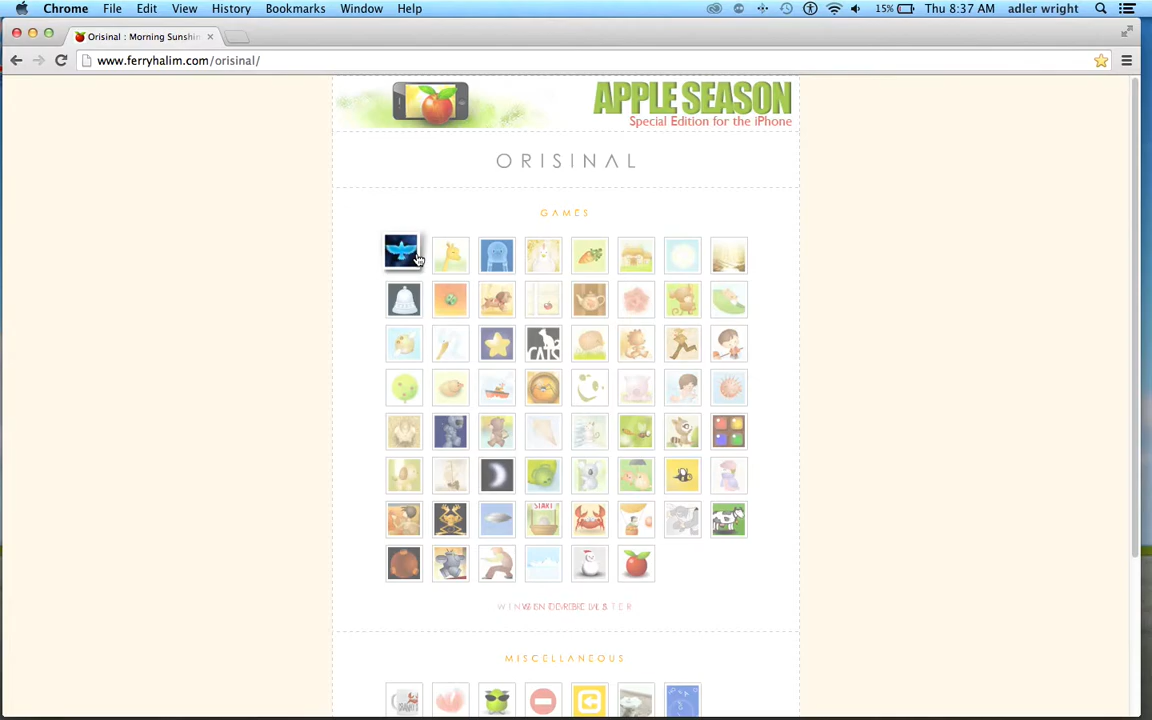 Chrome File Edit View History Bookmarks Window Help 15% Thu 8:37 AM adler wright
Orisinal : Morning Sunshin
www.ferryhalim.com/orisinal/
APPLE SEASON
Special Edition for the iPhone
ORISINAL
GAMES
CATS
START
MISCELLANEOUS